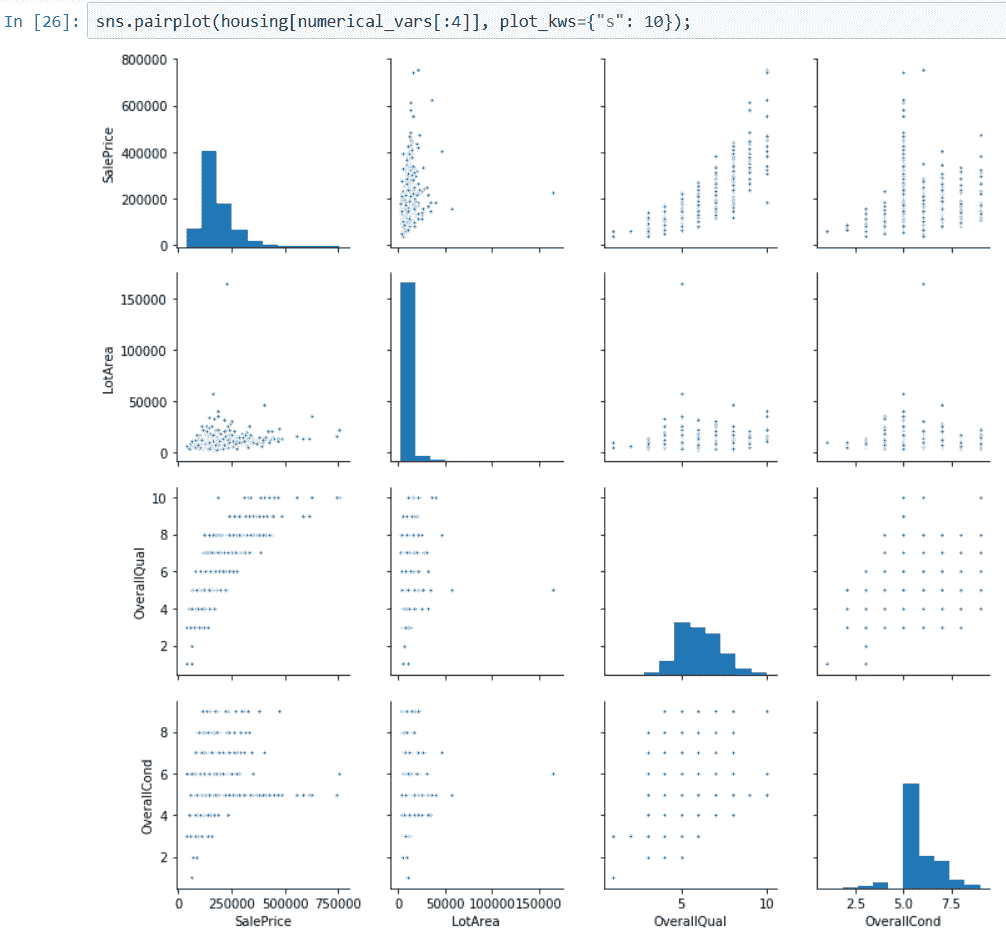 In [26]: sns.pairplot(housing[numerical_vars[:4]], plot_kws={"s": 10});
800000
600000
400000
200000
0
SalePrice
150000
100000
50000
0
LotArea
10
8
6
4
2
OverallQual
8
6
4
2
OverallCond
0 250000 500000 750000
SalePrice
0 50000 100000 150000
LotArea
5 10
OverallQual
2.5 5.0 7.5
OverallCond